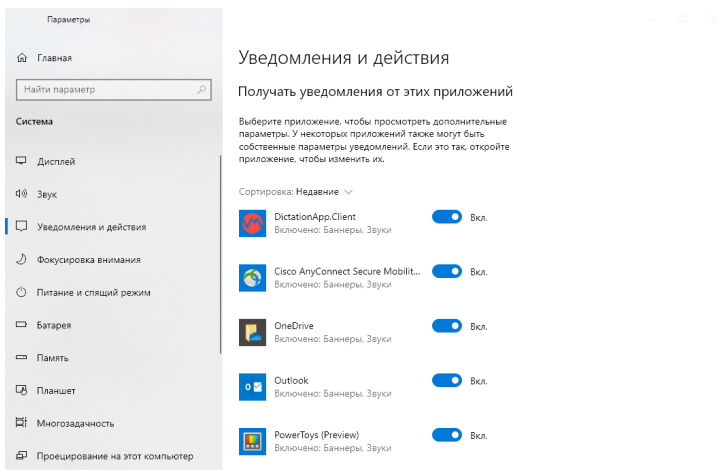 Параметры
Главная
Найти параметр
Система
Дисплей
Звук
Уведомления и действия
Фокусировка внимания
Питание и спящий режим
Батарея
Память
Планшет
Многозадачность
Проецирование на этот компьютер
Уведомления и действия
Получать уведомления от этих приложений
Выберите приложение, чтобы просмотреть дополнительные
параметры. У некоторых приложений также могут быть
собственные параметры уведомлений. Если это так, откройте
приложение, чтобы изменить их.
Сортировка: Недавние
DictationApp.Client
Включено: Баннеры, Звуки
Вкл.
Cisco AnyConnect Secure Mobilit...
Включено: Баннеры, Звуки
Вкл.
OneDrive
Включено: Баннеры, Звуки
Вкл.
Outlook
Включено: Баннеры, Звуки
Вкл.
PowerToys (Preview)
Включено: Баннеры, Звуки
Вкл.